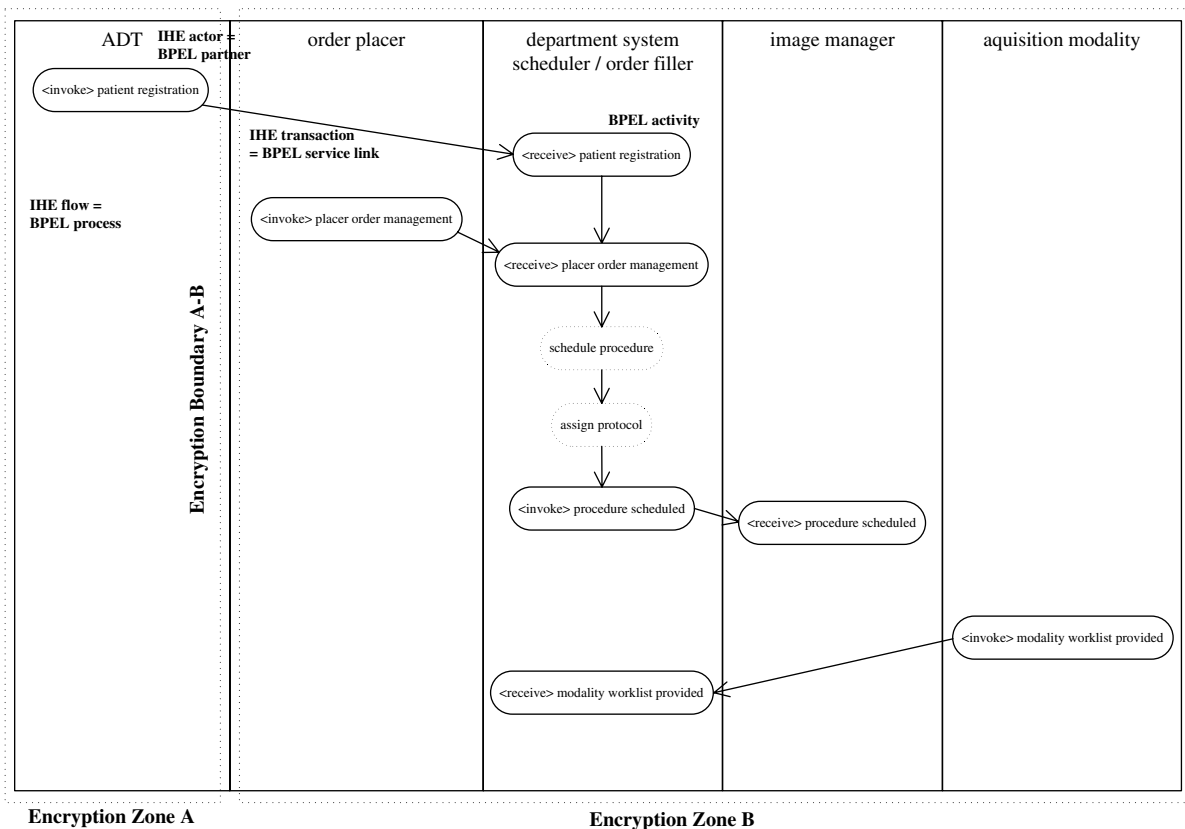 ADT
IHE actor =
BPEL partner
order placer
department system
scheduler / order filler
image manager
aquisition modality
<invoke> patient registration
BPEL activity
IHE transaction
= BPEL service link
<receive> patient registration
IHE flow =
BPEL process
<invoke> placer order management
<receive> placer order management
Encryption Boundary A-B
schedule procedure
assign protocol
<invoke> procedure scheduled
<receive> procedure scheduled
<invoke> modality worklist provided
<receive> modality worklist provided
Encryption Zone A
Encryption Zone B